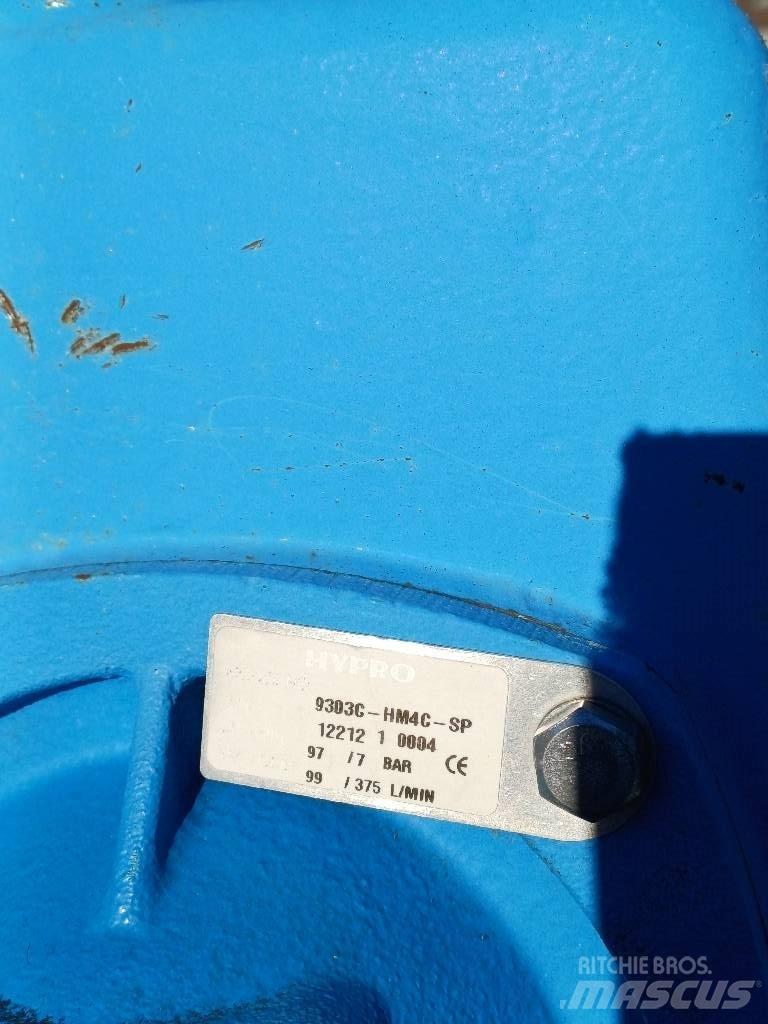 HYPRO
9303C-HM4C-SP
12212 1 0004
97 /7 BAR CE
99 /375 L/MIN
RITCHIE BROS.
MASCUS